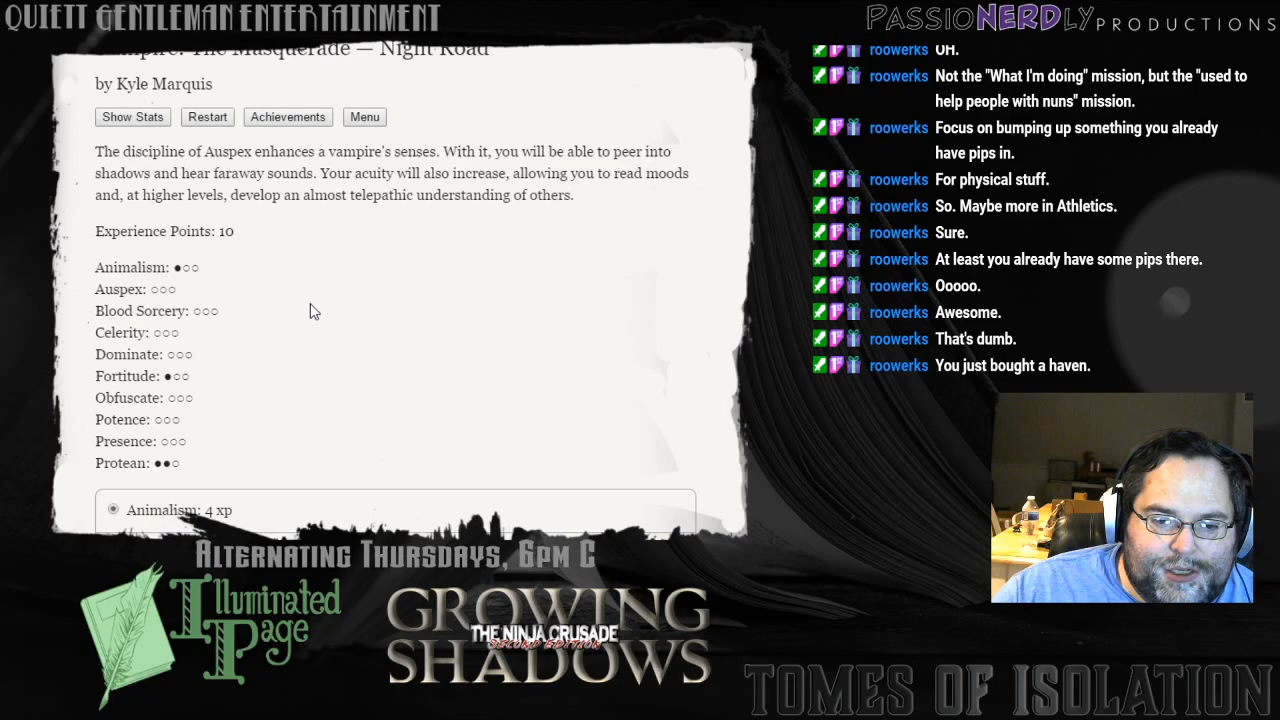 QUIETT GENTLEMAN ENTERTAINMENT
PASSIONERDLY PRODUCTIONS
Vampire: The Masquerade — Night Road
by Kyle Marquis
Show Stats Restart Achievements Menu
The discipline of Auspex enhances a vampire's senses. With it, you will be able to peer into
shadows and hear faraway sounds. Your acuity will also increase, allowing you to read moods
and, at higher levels, develop an almost telepathic understanding of others.
Experience Points: 10
Animalism: ●○○
Auspex: ○○○
Blood Sorcery: ○○○
Celerity: ○○○
Dominate: ○○○
Fortitude: ●○○
Obfuscate: ○○○
Potence: ○○○
Presence: ○○○
Protean: ●●○
Animalism: 4 xp
roowerks OH.
roowerks Not the "What I'm doing" mission, but the "used to
help people with nuns" mission.
roowerks Focus on bumping up something you already
have pips in.
roowerks For physical stuff.
roowerks So. Maybe more in Athletics.
roowerks Sure.
roowerks At least you already have some pips there.
roowerks Ooooo.
roowerks Awesome.
roowerks That's dumb.
roowerks You just bought a haven.
ALTERNATING THURSDAYS, 6PM C
ILLUMINATED
PAGE
GROWING
THE NINJA CRUSADE
SECOND EDITION
SHADOWS
TOMES OF ISOLATION